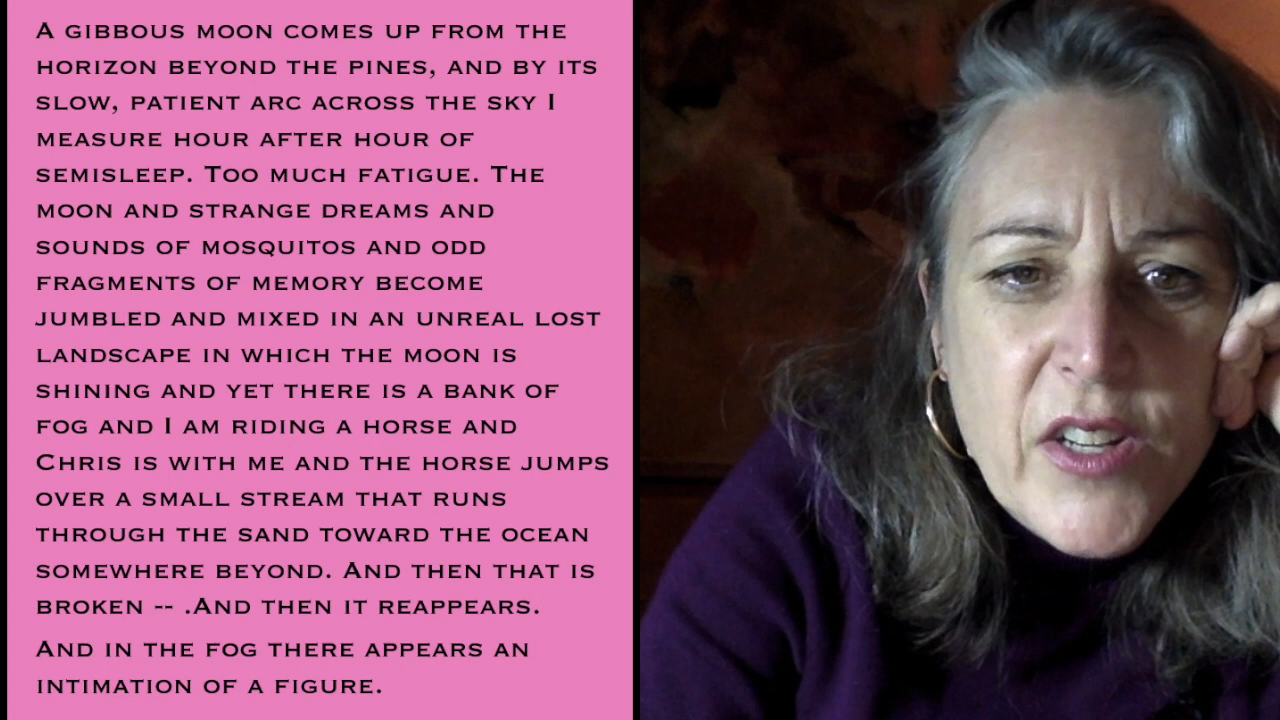 A GIBBOUS MOON COMES UP FROM THE
HORIZON BEYOND THE PINES, AND BY ITS
SLOW, PATIENT ARC ACROSS THE SKY I
MEASURE HOUR AFTER HOUR OF
SEMISLEEP. TOO MUCH FATIGUE. THE
MOON AND STRANGE DREAMS AND
SOUNDS OF MOSQUITOS AND ODD
FRAGMENTS OF MEMORY BECOME
JUMBLED AND MIXED IN AN UNREAL LOST
LANDSCAPE IN WHICH THE MOON IS
SHINING AND YET THERE IS A BANK OF
FOG AND I AM RIDING A HORSE AND
CHRIS IS WITH ME AND THE HORSE JUMPS
OVER A SMALL STREAM THAT RUNS
THROUGH THE SAND TOWARD THE OCEAN
SOMEWHERE BEYOND. AND THEN THAT IS
BROKEN -- .AND THEN IT REAPPEARS.
AND IN THE FOG THERE APPEARS AN
INTIMATION OF A FIGURE.